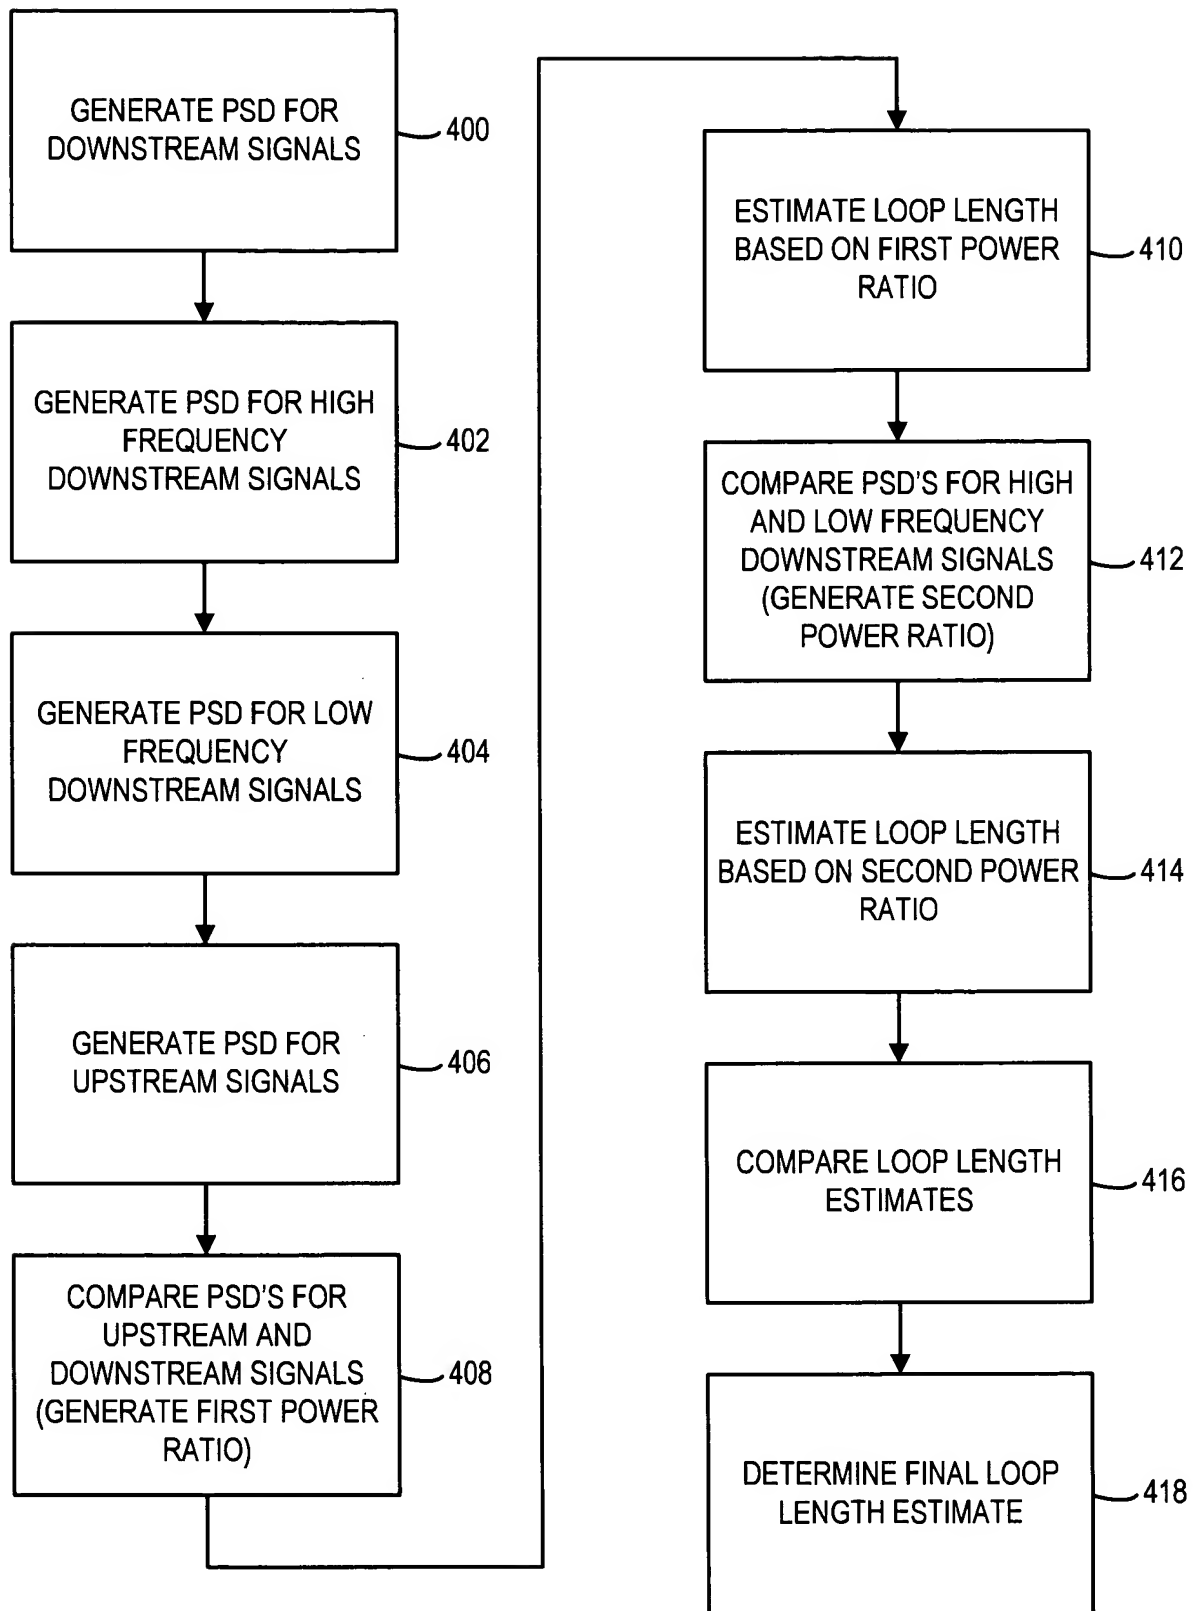 GENERATE PSD FOR
DOWNSTREAM SIGNALS
400
GENERATE PSD FOR HIGH
FREQUENCY
DOWNSTREAM SIGNALS
402
GENERATE PSD FOR LOW
FREQUENCY
DOWNSTREAM SIGNALS
404
GENERATE PSD FOR
UPSTREAM SIGNALS
406
COMPARE PSD'S FOR
UPSTREAM AND
DOWNSTREAM SIGNALS
(GENERATE FIRST POWER
RATIO)
408
ESTIMATE LOOP LENGTH
BASED ON FIRST POWER
RATIO
410
COMPARE PSD'S FOR HIGH
AND LOW FREQUENCY
DOWNSTREAM SIGNALS
(GENERATE SECOND
POWER RATIO)
412
ESTIMATE LOOP LENGTH
BASED ON SECOND POWER
RATIO
414
COMPARE LOOP LENGTH
ESTIMATES
416
DETERMINE FINAL LOOP
LENGTH ESTIMATE
418